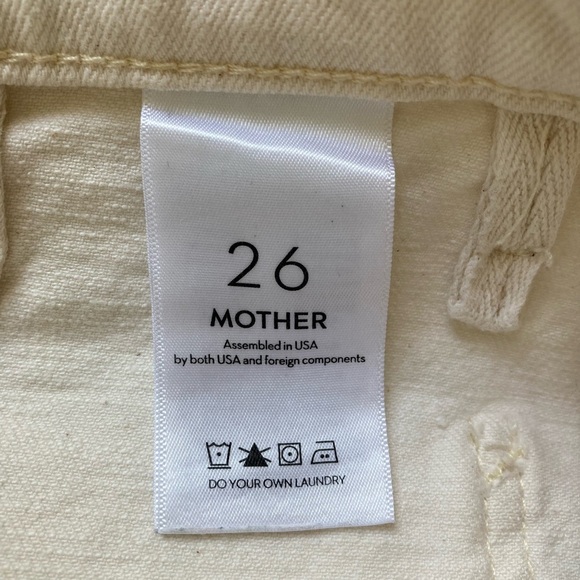 26
MOTHER
Assembled in USA
by both USA and foreign components
DO YOUR OWN LAUNDRY